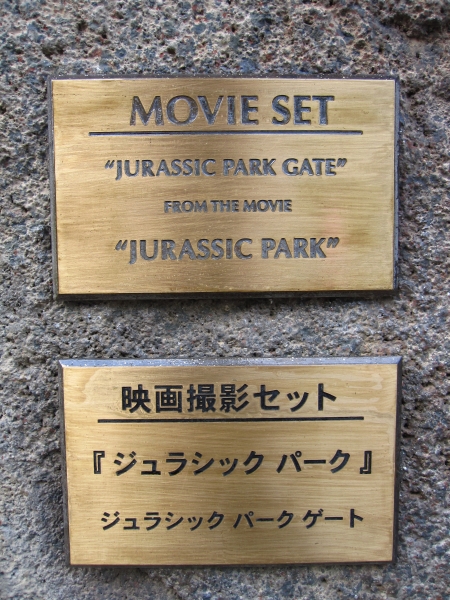 MOVIE SET
“JURASSIC PARK GATE”
FROM THE MOVIE
“JURASSIC PARK”
映画撮影セット
『ジュラシック パーク』
ジュラシック パーク ゲート